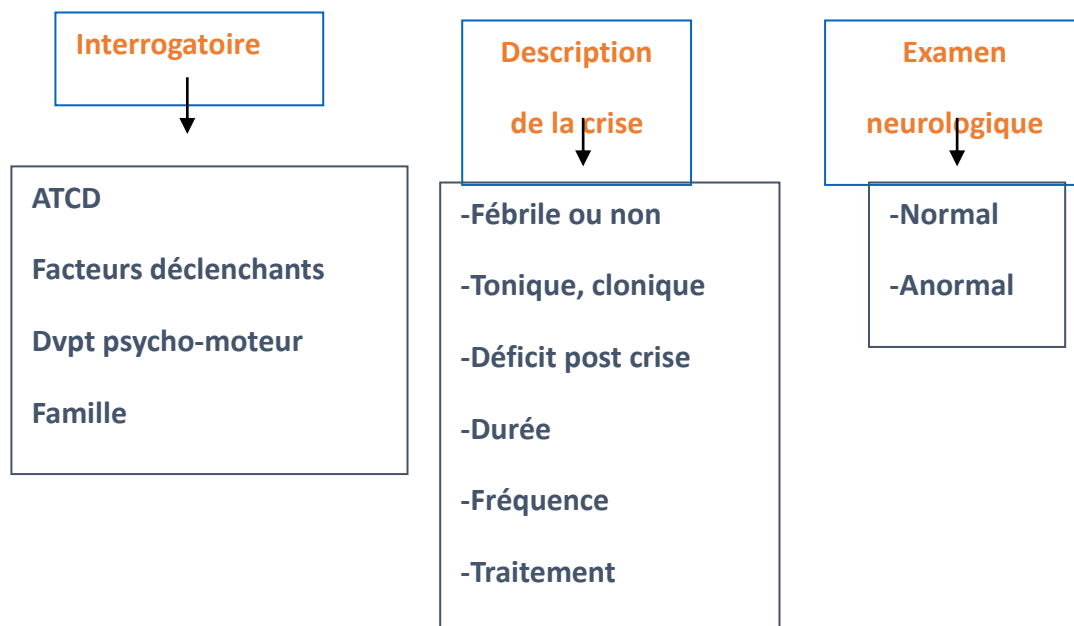 Interrogatoire
ATCD
Facteurs déclenchants
Dvpt psycho-moteur
Famille
Description
de la crise
-Fébrile ou non
-Tonique, clonique
-Déficit post crise
-Durée
-Fréquence
-Traitement
Examen
neurologique
-Normal
-Anormal